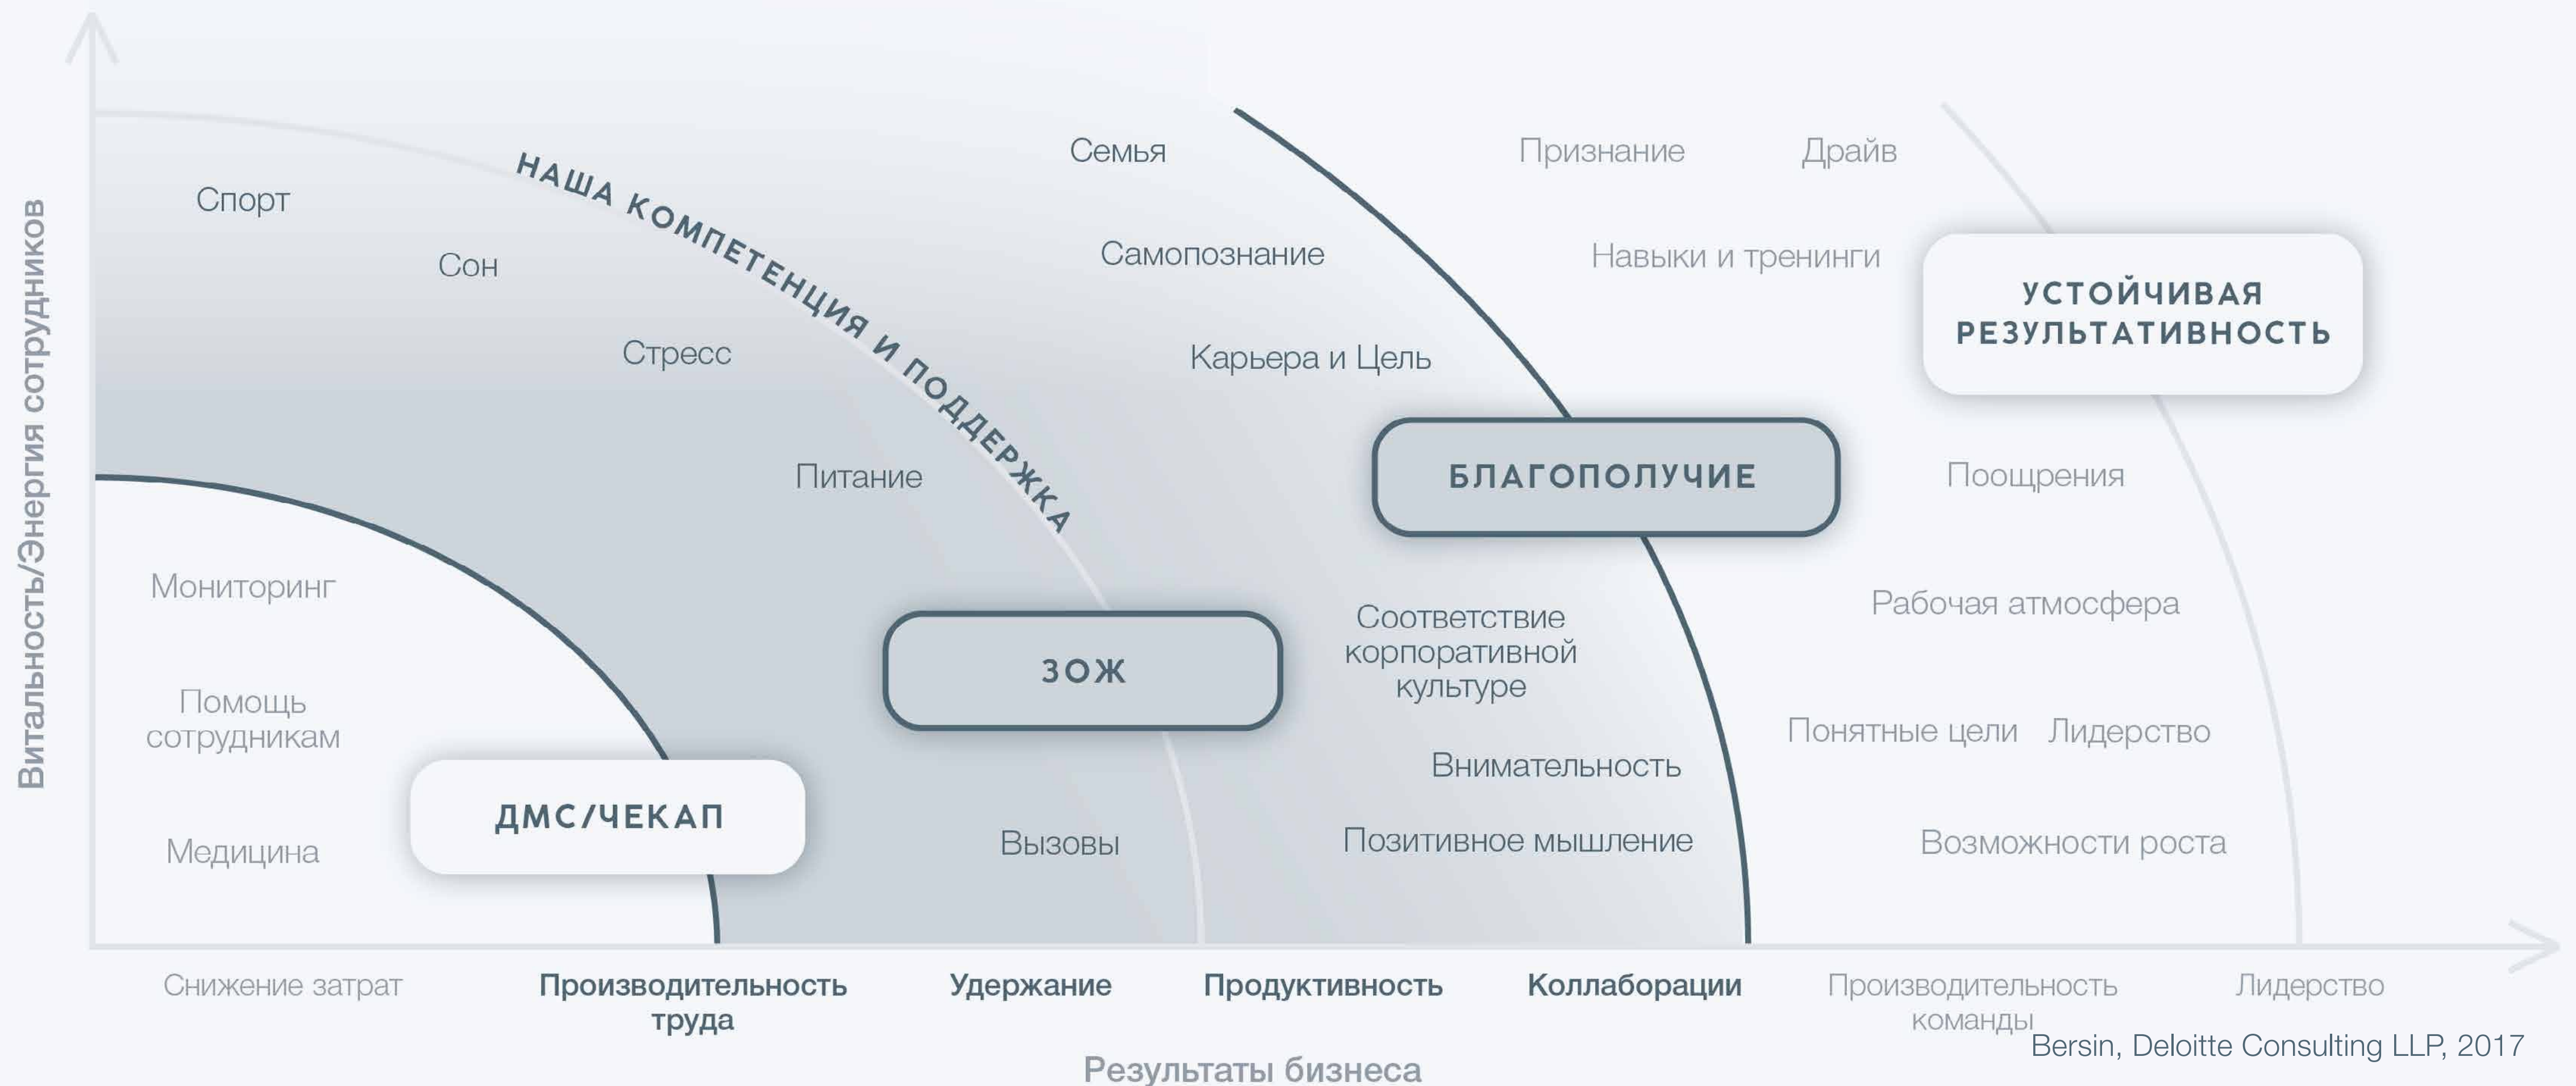 Витальность/Энергия сотрудников
Спорт
Сон
Стресс
Питание
НАША КОМПЕТЕНЦИЯ И ПОДДЕРЖКА
Семья
Самопознание
Карьера и Цель
Признание
Драйв
Навыки и тренинги
УСТОЙЧИВАЯ
РЕЗУЛЬТАТИВНОСТЬ
БЛАГОПОЛУЧИЕ
Поощрения
Мониторинг
Помощь
сотрудникам
Медицина
ДМС/ЧЕКАП
ЗОЖ
Вызовы
Соответствие
корпоративной
культуре
Внимательность
Позитивное мышление
Рабочая атмосфера
Понятные цели
Лидерство
Возможности роста
Снижение затрат
Производительность
труда
Удержание
Продуктивность
Коллаборации
Производительность
команды
Лидерство
Bersin, Deloitte Consulting LLP, 2017
Результаты бизнеса